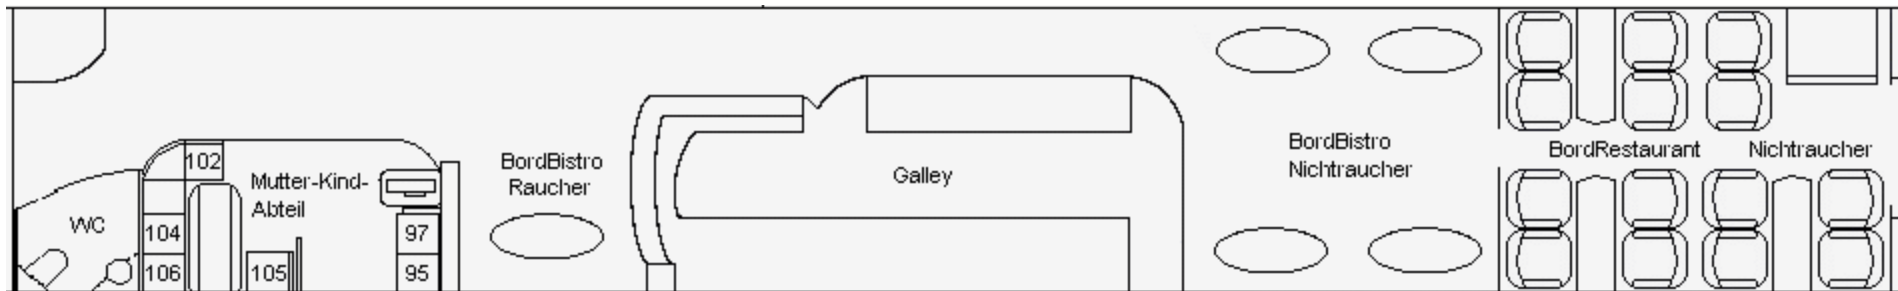 WC
102
104
106
Mutter-Kind-
Abteil
105
97
95
BordBistro
Raucher
Galley
BordBistro
Nichtraucher
BordRestaurant
Nichtraucher